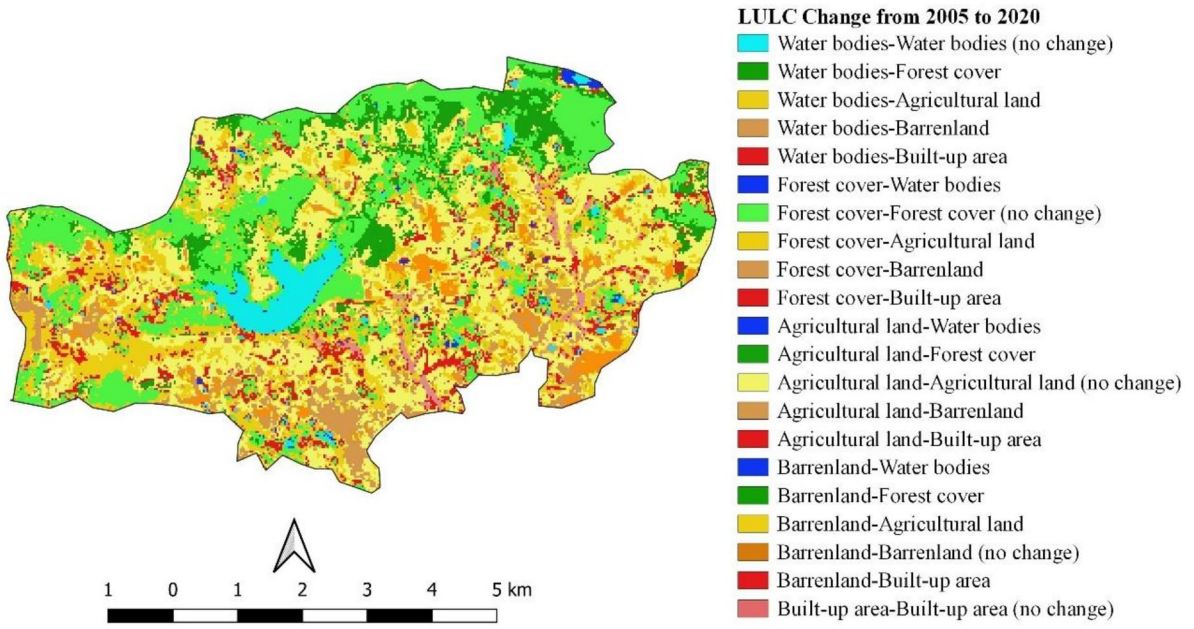 LULC Change from 2005 to 2020
Water bodies-Water bodies (no change)
Water bodies-Forest cover
Water bodies-Agricultural land
Water bodies-Barrenland
Water bodies-Built-up area
Forest cover-Water bodies
Forest cover-Forest cover (no change)
Forest cover-Agricultural land
Forest cover-Barrenland
Forest cover-Built-up area
Agricultural land-Water bodies
Agricultural land-Forest cover
Agricultural land-Agricultural land (no change)
Agricultural land-Barrenland
Agricultural land-Built-up area
Barrenland-Water bodies
Barrenland-Forest cover
Barrenland-Agricultural land
Barrenland-Barrenland (no change)
Barrenland-Built-up area
Built-up area-Built-up area (no change)
1 0 1 2 3 4 5 km